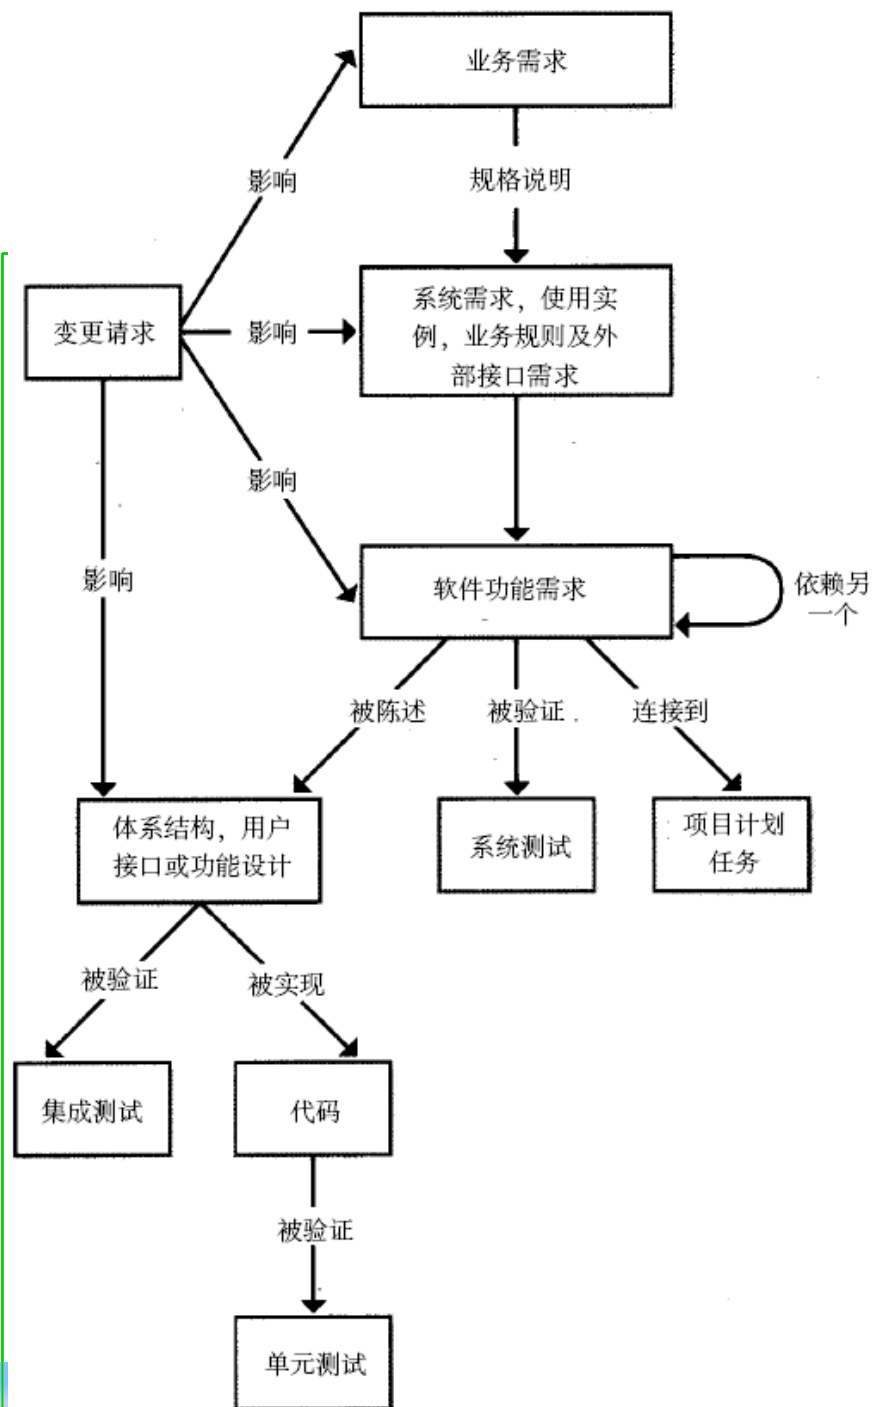 业务需求
影响
规格说明
变更请求
影响
系统需求，使用实
例，业务规则及外
部接口需求
影响
影响
软件功能需求
依赖另
一个
被陈述
被验证
连接到
体系结构，用户
接口或功能设计
系统测试
项目计划
任务
被验证
被实现
集成测试
代码
被验证
单元测试